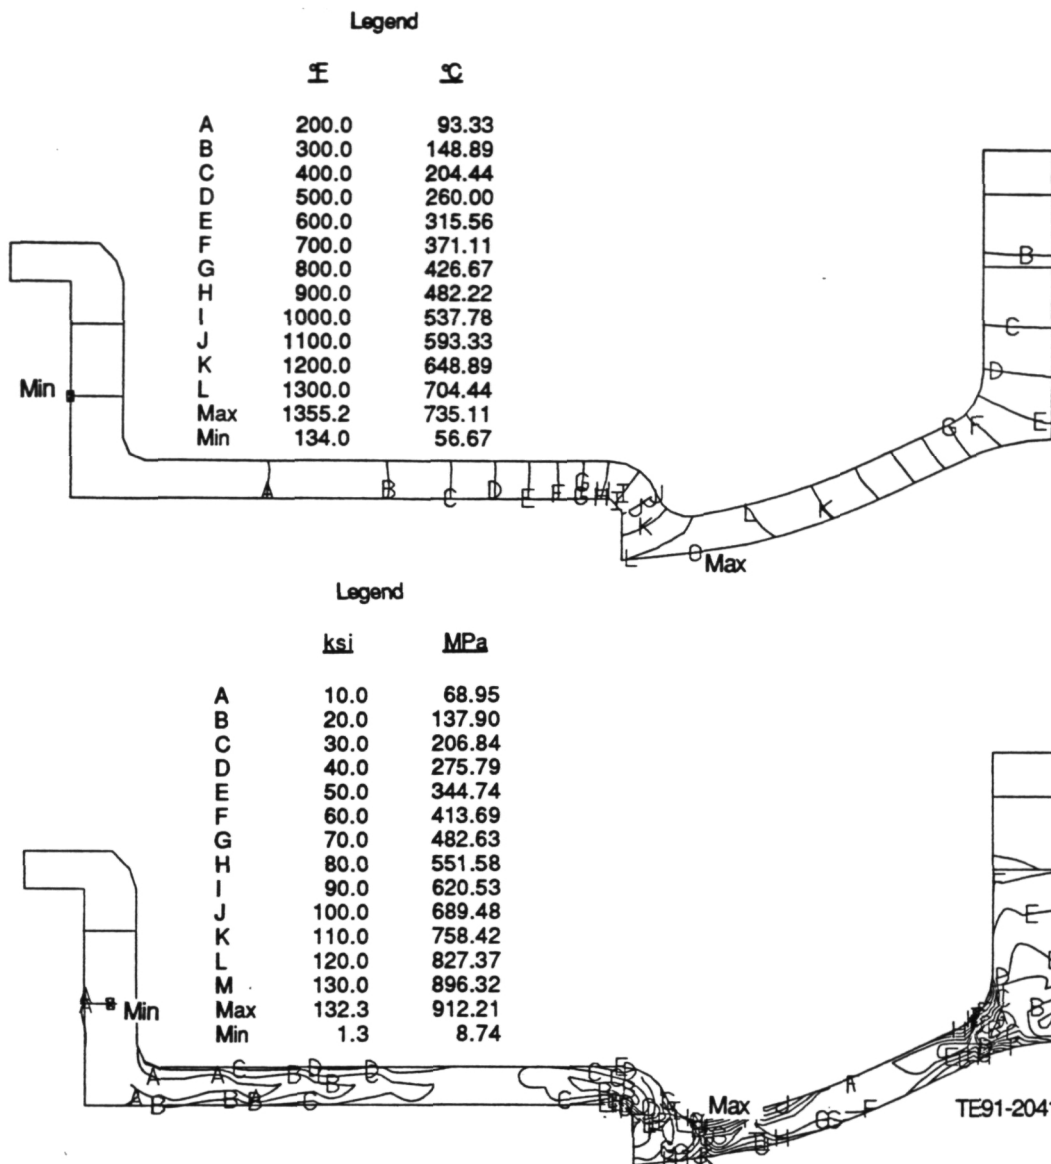 Legend
°F °C
A 200.0 93.33
B 300.0 148.89
C 400.0 204.44
D 500.0 260.00
E 600.0 315.56
F 700.0 371.11
G 800.0 426.67
H 900.0 482.22
I 1000.0 537.78
J 1100.0 593.33
K 1200.0 648.89
L 1300.0 704.44
Max 1355.2 735.11
Min 134.0 56.67
B
C
D
E
G F
Min
A B C D E F G H I
G
J
K
L K
L
Max
Legend
ksi MPa
A 10.0 68.95
B 20.0 137.90
C 30.0 206.84
D 40.0 275.79
E 50.0 344.74
F 60.0 413.69
G 70.0 482.63
H 80.0 551.58
I 90.0 620.53
J 100.0 689.48
K 110.0 758.42
L 120.0 827.37
M 130.0 896.32
Max 132.3 912.21
Min 1.3 8.74
E
B
A
A
Min
C D D
A A B C
B
A B B A C
C E
C
Max J
A
G F
H
TE91-2041